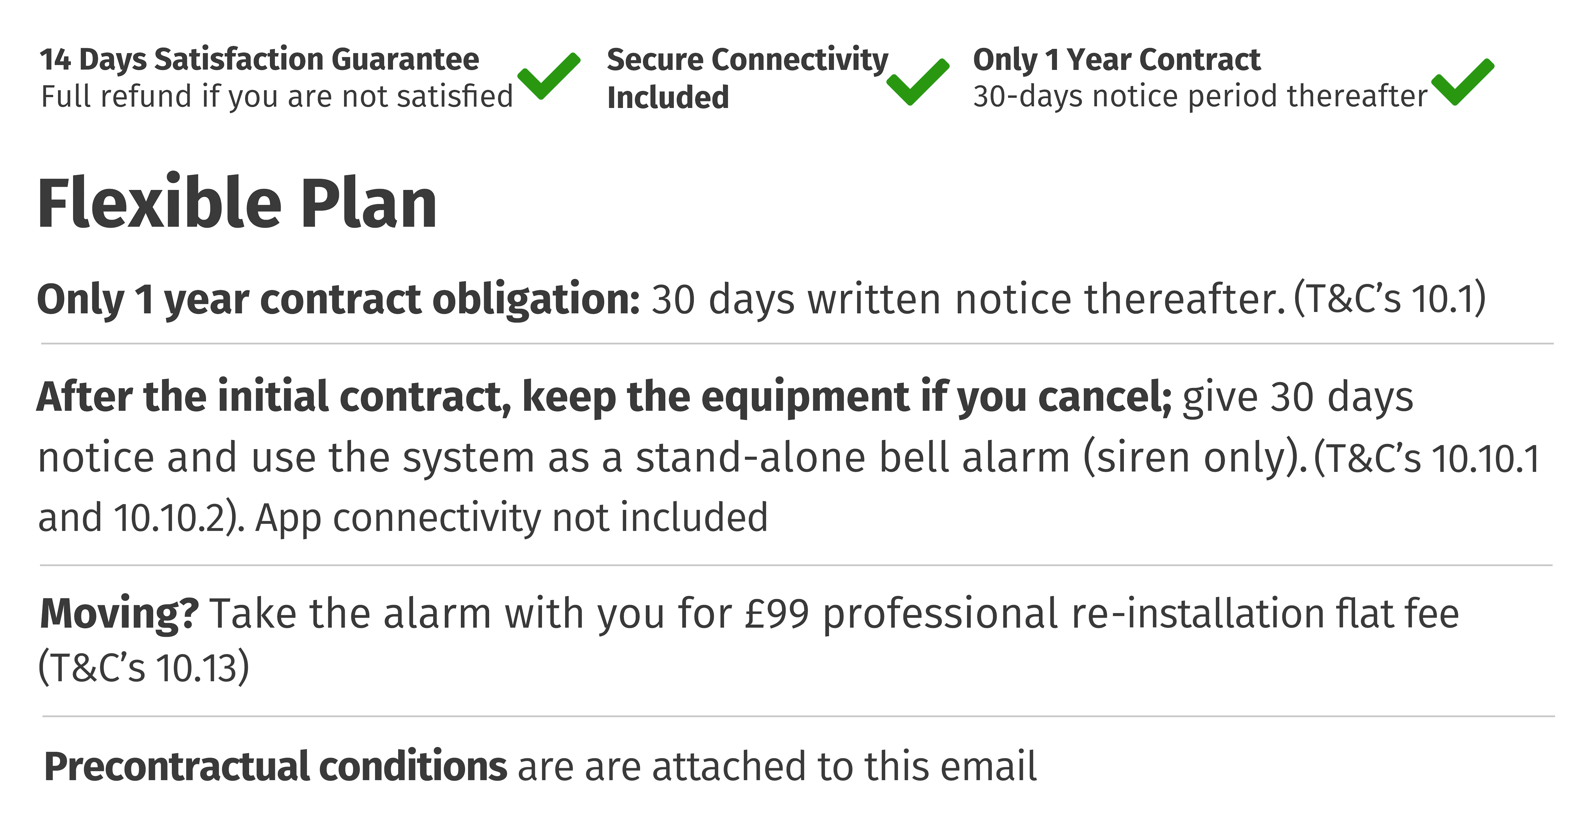 14 Days Satisfaction Guarantee
Full refund if you are not satisfied
Secure Connectivity
Included
Only 1 Year Contract
30-days notice period thereafter
Flexible Plan
Only 1 year contract obligation: 30 days written notice thereafter. (T&C’s 10.1)
After the initial contract, keep the equipment if you cancel; give 30 days
notice and use the system as a stand-alone bell alarm (siren only). (T&C’s 10.10.1
and 10.10.2). App connectivity not included
Moving? Take the alarm with you for £99 professional re-installation flat fee
(T&C’s 10.13)
Precontractual conditions are are attached to this email